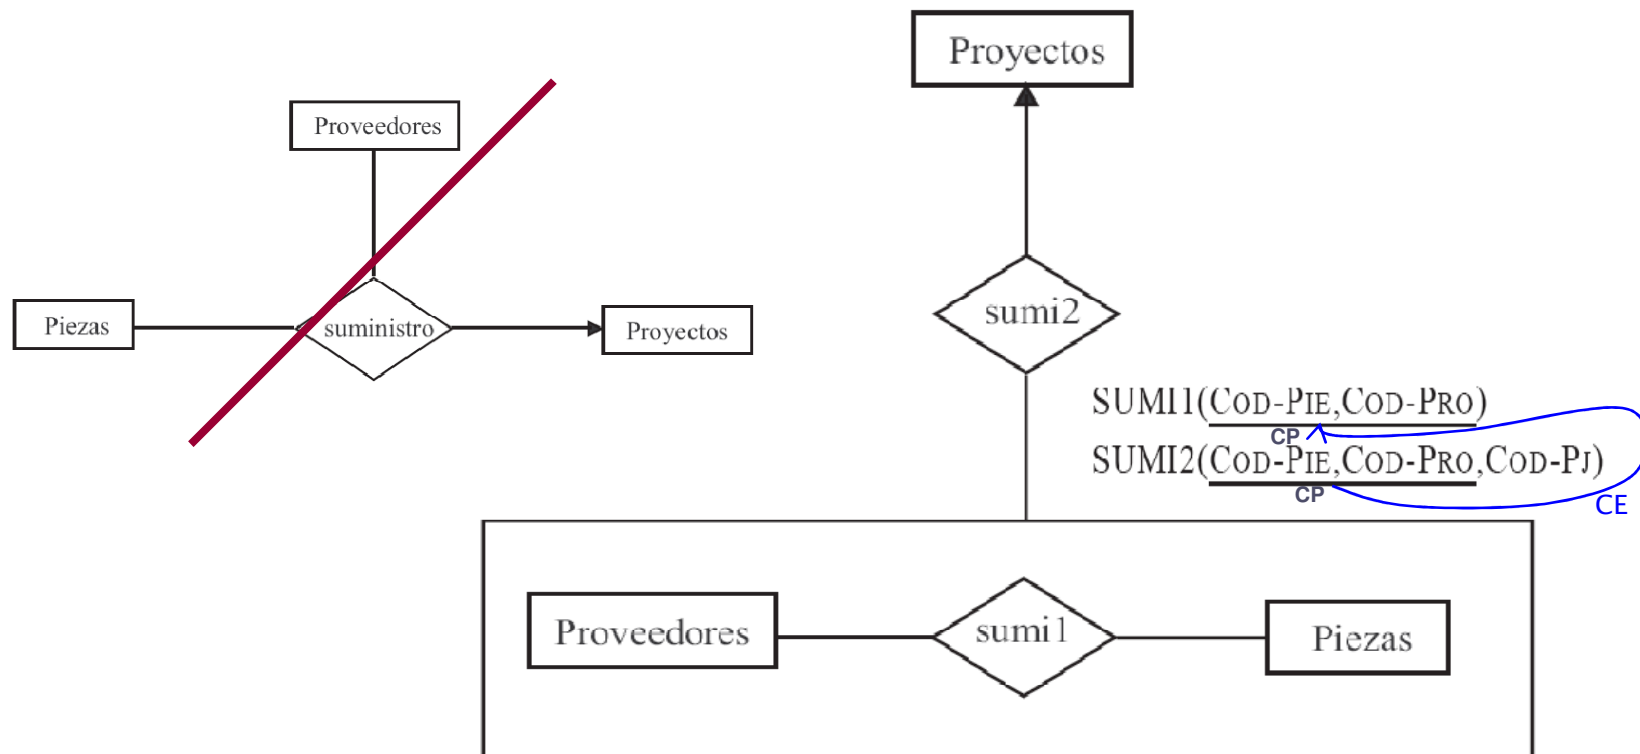 Proyectos
Proveedores
Piezas
suministro
Proyectos
sumi2
SUMI1(COD-PIE,COD-PRO)
CP
SUMI2(COD-PIE,COD-PRO,COD-PJ)
CP
CE
Proveedores
sumi1
Piezas